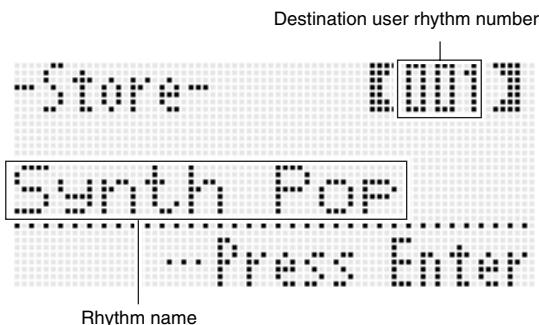 Destination user rhythm number
-Store- 【001】
Synth Pop
…Press Enter
Rhythm name